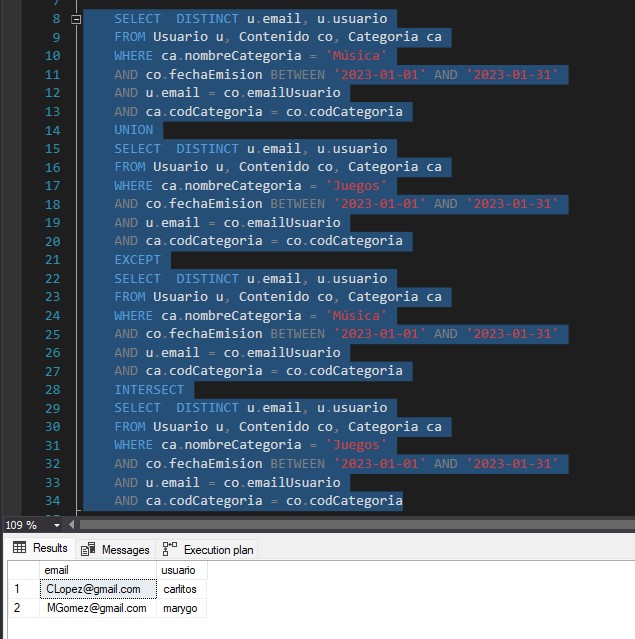 7
8 SELECT  DISTINCT u.email, u.usuario
9 FROM Usuario u, Contenido co, Categoria ca
10 WHERE ca.nombreCategoria = 'Música'
11 AND co.fechaEmision BETWEEN '2023-01-01' AND '2023-01-31'
12 AND u.email = co.emailUsuario
13 AND ca.codCategoria = co.codCategoria
14 UNION
15 SELECT  DISTINCT u.email, u.usuario
16 FROM Usuario u, Contenido co, Categoria ca
17 WHERE ca.nombreCategoria = 'Juegos'
18 AND co.fechaEmision BETWEEN '2023-01-01' AND '2023-01-31'
19 AND u.email = co.emailUsuario
20 AND ca.codCategoria = co.codCategoria
21 EXCEPT
22 SELECT  DISTINCT u.email, u.usuario
23 FROM Usuario u, Contenido co, Categoria ca
24 WHERE ca.nombreCategoria = 'Música'
25 AND co.fechaEmision BETWEEN '2023-01-01' AND '2023-01-31'
26 AND u.email = co.emailUsuario
27 AND ca.codCategoria = co.codCategoria
28 INTERSECT
29 SELECT  DISTINCT u.email, u.usuario
30 FROM Usuario u, Contenido co, Categoria ca
31 WHERE ca.nombreCategoria = 'Juegos'
32 AND co.fechaEmision BETWEEN '2023-01-01' AND '2023-01-31'
33 AND u.email = co.emailUsuario
34 AND ca.codCategoria = co.codCategoria
109 %
Results Messages Execution plan
email usuario
1 CLopez@gmail.com carlitos
2 MGomez@gmail.com marygo